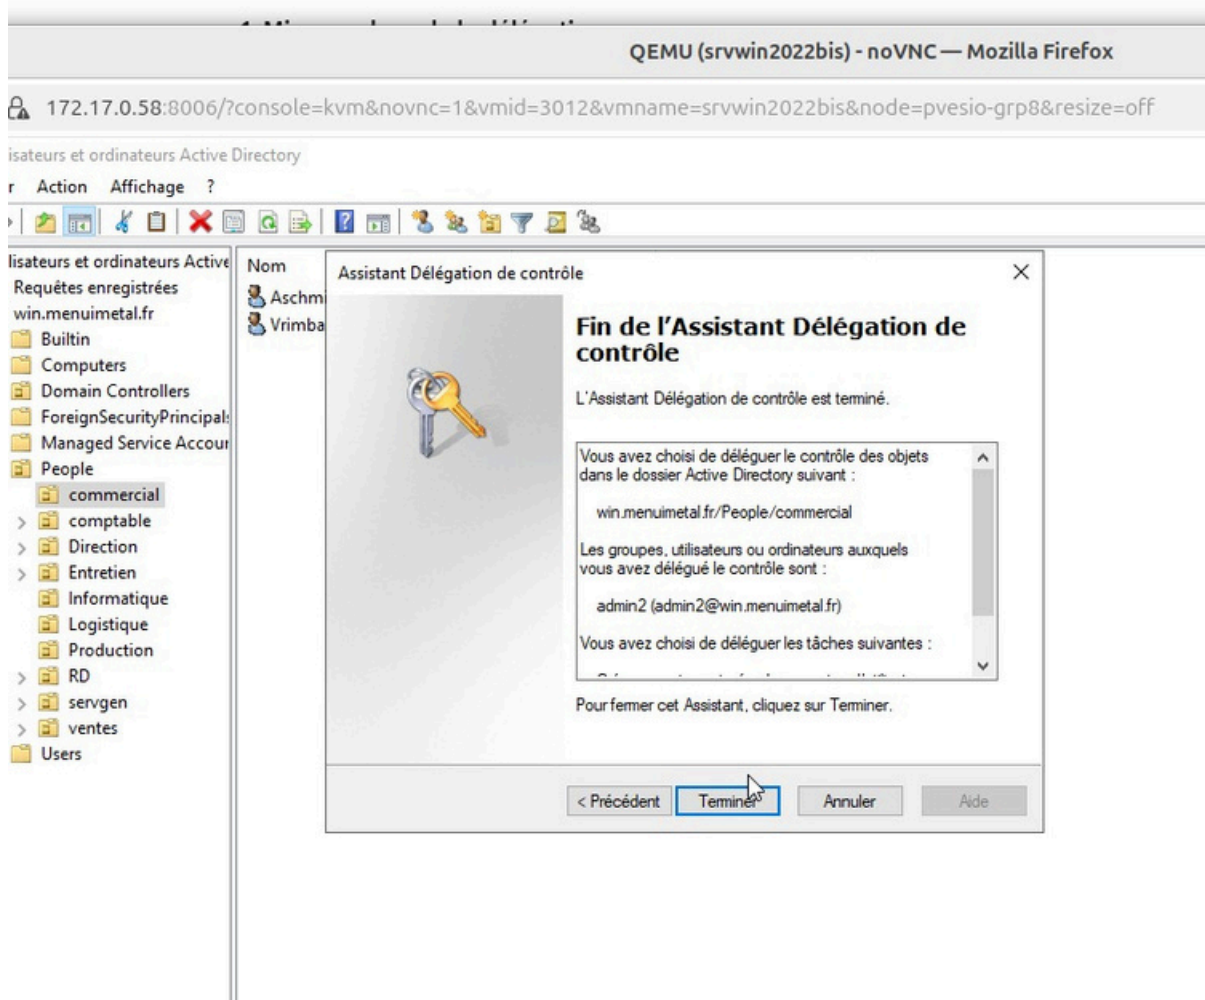 QEMU (srvwin2022bis) - noVNC — Mozilla Firefox
172.17.0.58:8006/?console=kvm&novnc=1&vmid=3012&vmname=srvwin2022bis&node=pvesio-grp8&resize=off
isateurs et ordinateurs Active Directory
r Action Affichage ?
lisateurs et ordinateurs Active
Requêtes enregistrées
win.menuimetal.fr
Builtin
Computers
Domain Controllers
ForeignSecurityPrincipals
Managed Service Accour
People
commercial
comptable
Direction
Entretien
Informatique
Logistique
Production
RD
servgen
ventes
Users
Nom
Aschmi
Vrimba
Assistant Délégation de contrôle
Fin de l'Assistant Délégation de
contrôle
L'Assistant Délégation de contrôle est terminé.
Vous avez choisi de déléguer le contrôle des objets
dans le dossier Active Directory suivant :
win.menuimetal.fr/People/commercial
Les groupes, utilisateurs ou ordinateurs auxquels
vous avez délégué le contrôle sont :
admin2 (admin2@win.menuimetal.fr)
Vous avez choisi de déléguer les tâches suivantes :
Pour fermer cet Assistant, cliquez sur Terminer.
< Précédent
Terminer
Annuler
Aide